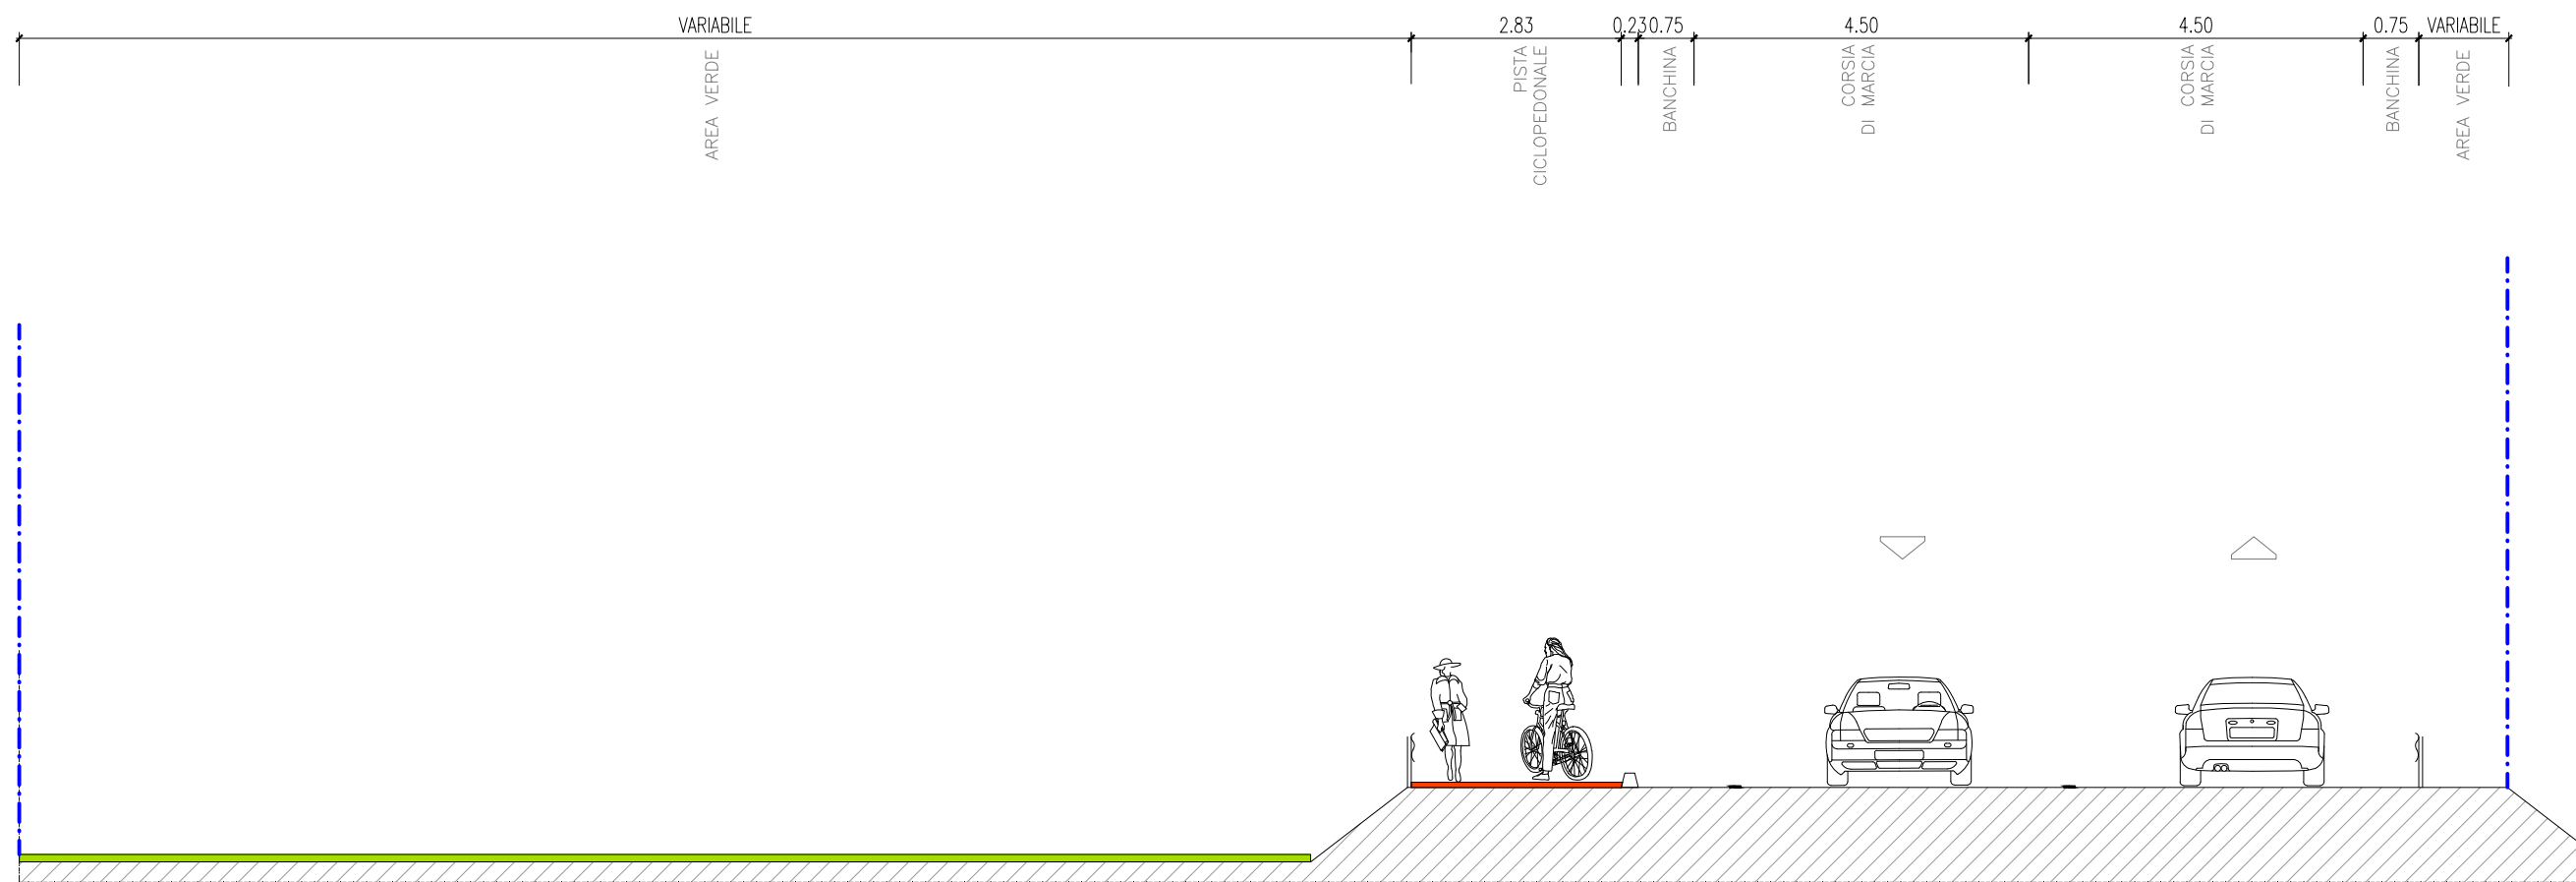 VARIABILE
2.83
0.23
0.75
4.50
4.50
0.75
VARIABILE
AREA VERDE
PISTA
CICLOPEDONALE
BANCHINA
CORSIA
DI MARCIA
CORSIA
DI MARCIA
BANCHINA
AREA VERDE